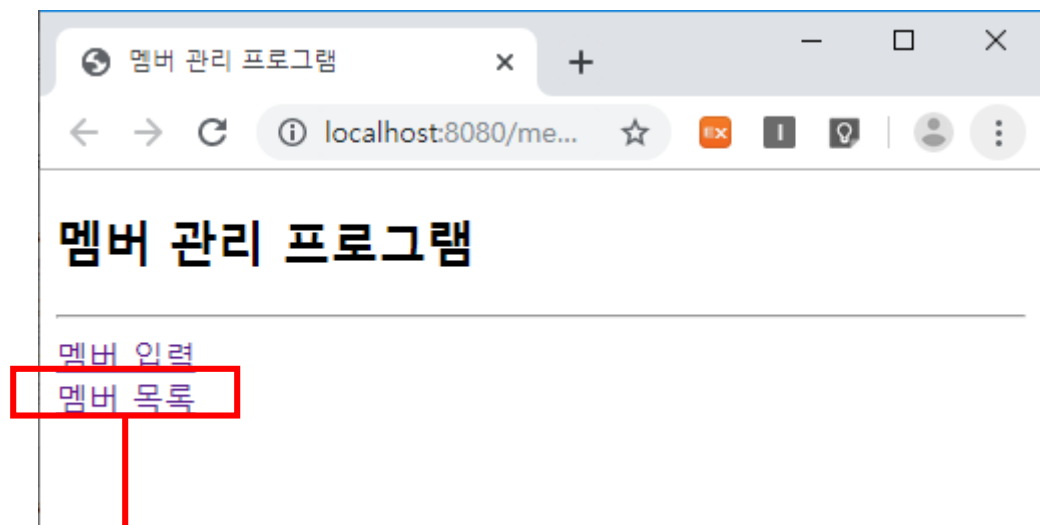 멤버 관리 프로그램
localhost:8080/me...
멤버 관리 프로그램
멤버 입력
멤버 목록